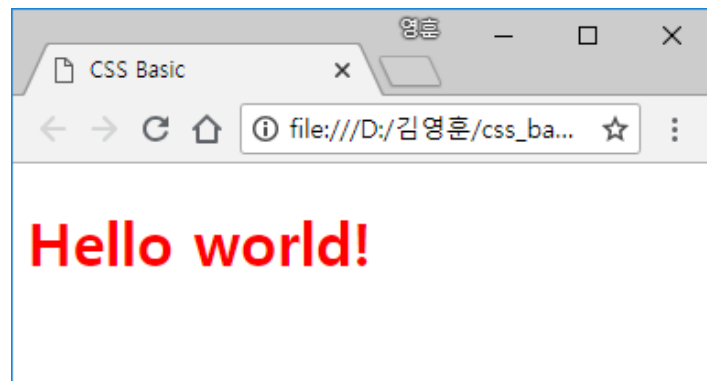 영훈
CSS Basic
file:///D:/김영훈/css_ba...
Hello world!